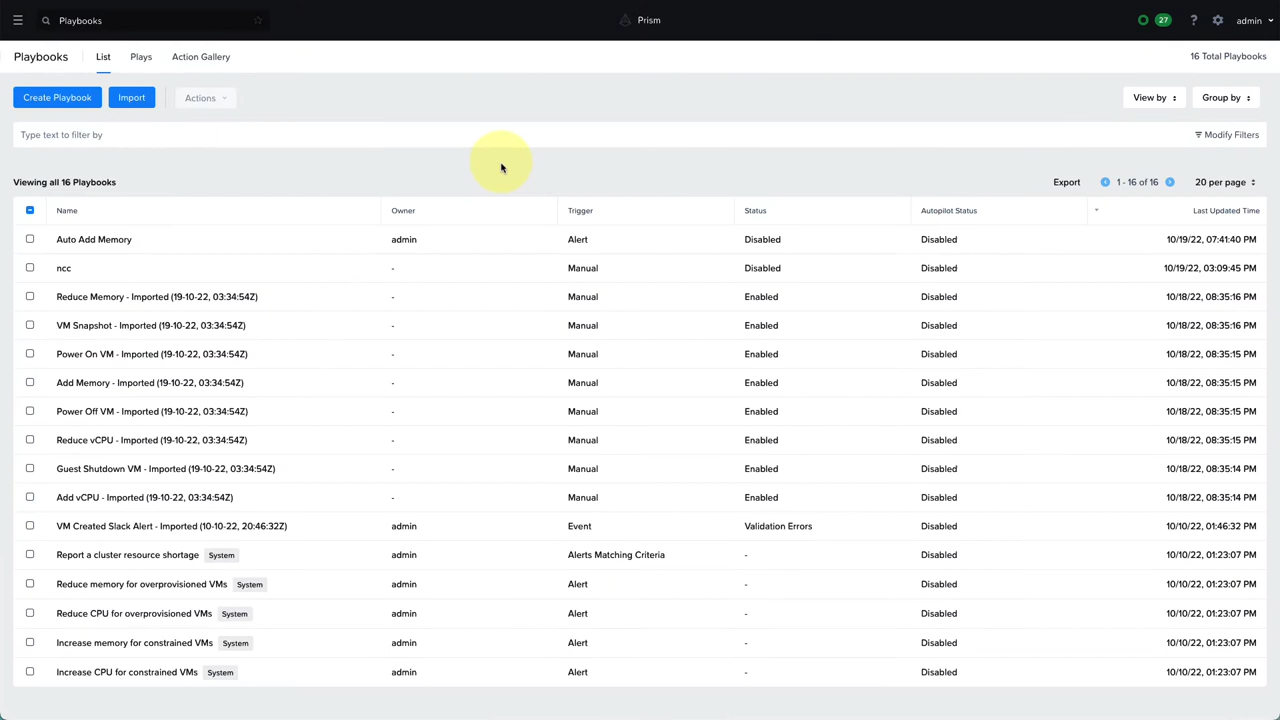 Playbooks
Prism
27
?
admin
Playbooks List Plays Action Gallery 16 Total Playbooks
Create Playbook Import Actions View by Group by
Type text to filter by Modify Filters
Viewing all 16 Playbooks Export 1 - 16 of 16 20 per page
Name Owner Trigger Status Autopilot Status Last Updated Time
Auto Add Memory admin Alert Disabled Disabled 10/19/22, 07:41:40 PM
ncc - Manual Disabled Disabled 10/19/22, 03:09:45 PM
Reduce Memory - Imported (19-10-22, 03:34:54Z) - Manual Enabled Disabled 10/18/22, 08:35:16 PM
VM Snapshot - Imported (19-10-22, 03:34:54Z) - Manual Enabled Disabled 10/18/22, 08:35:16 PM
Power On VM - Imported (19-10-22, 03:34:54Z) - Manual Enabled Disabled 10/18/22, 08:35:15 PM
Add Memory - Imported (19-10-22, 03:34:54Z) - Manual Enabled Disabled 10/18/22, 08:35:15 PM
Power Off VM - Imported (19-10-22, 03:34:54Z) - Manual Enabled Disabled 10/18/22, 08:35:15 PM
Reduce vCPU - Imported (19-10-22, 03:34:54Z) - Manual Enabled Disabled 10/18/22, 08:35:15 PM
Guest Shutdown VM - Imported (19-10-22, 03:34:54Z) - Manual Enabled Disabled 10/18/22, 08:35:14 PM
Add vCPU - Imported (19-10-22, 03:34:54Z) - Manual Enabled Disabled 10/18/22, 08:35:14 PM
VM Created Slack Alert - Imported (10-10-22, 20:46:32Z) admin Event Validation Errors Disabled 10/10/22, 01:46:32 PM
Report a cluster resource shortage System admin Alerts Matching Criteria - Disabled 10/10/22, 01:23:07 PM
Reduce memory for overprovisioned VMs System admin Alert - Disabled 10/10/22, 01:23:07 PM
Reduce CPU for overprovisioned VMs System admin Alert - Disabled 10/10/22, 01:23:07 PM
Increase memory for constrained VMs System admin Alert - Disabled 10/10/22, 01:23:07 PM
Increase CPU for constrained VMs System admin Alert - Disabled 10/10/22, 01:23:07 PM